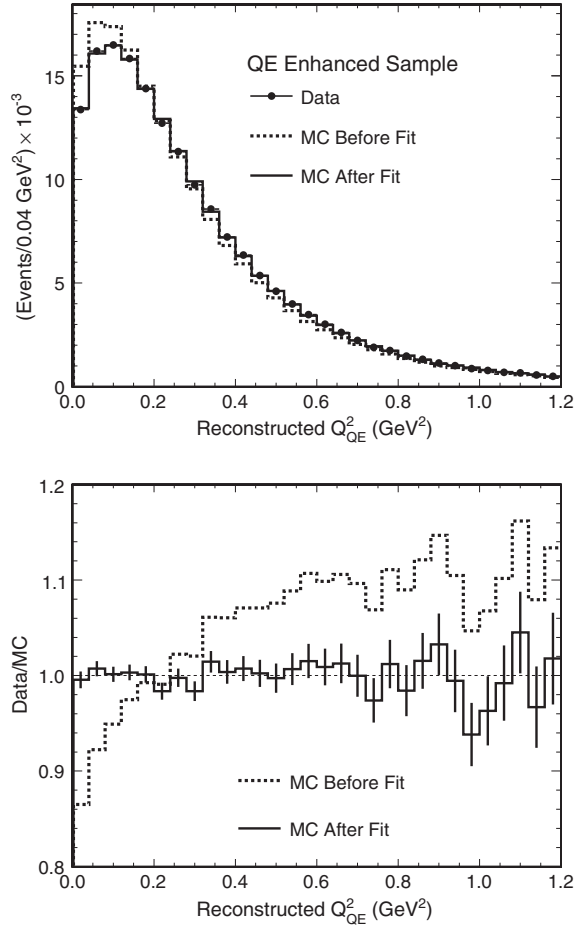 QE Enhanced Sample
Data
MC Before Fit
MC After Fit
(Events/0.04 GeV²) × 10⁻³
15
10
5
0
0.0 0.2 0.4 0.6 0.8 1.0 1.2
Reconstructed Q²QE (GeV²)
1.2
1.1
1.0
0.9
0.8
Data/MC
MC Before Fit
MC After Fit
0.0 0.2 0.4 0.6 0.8 1.0 1.2
Reconstructed Q²QE (GeV²)